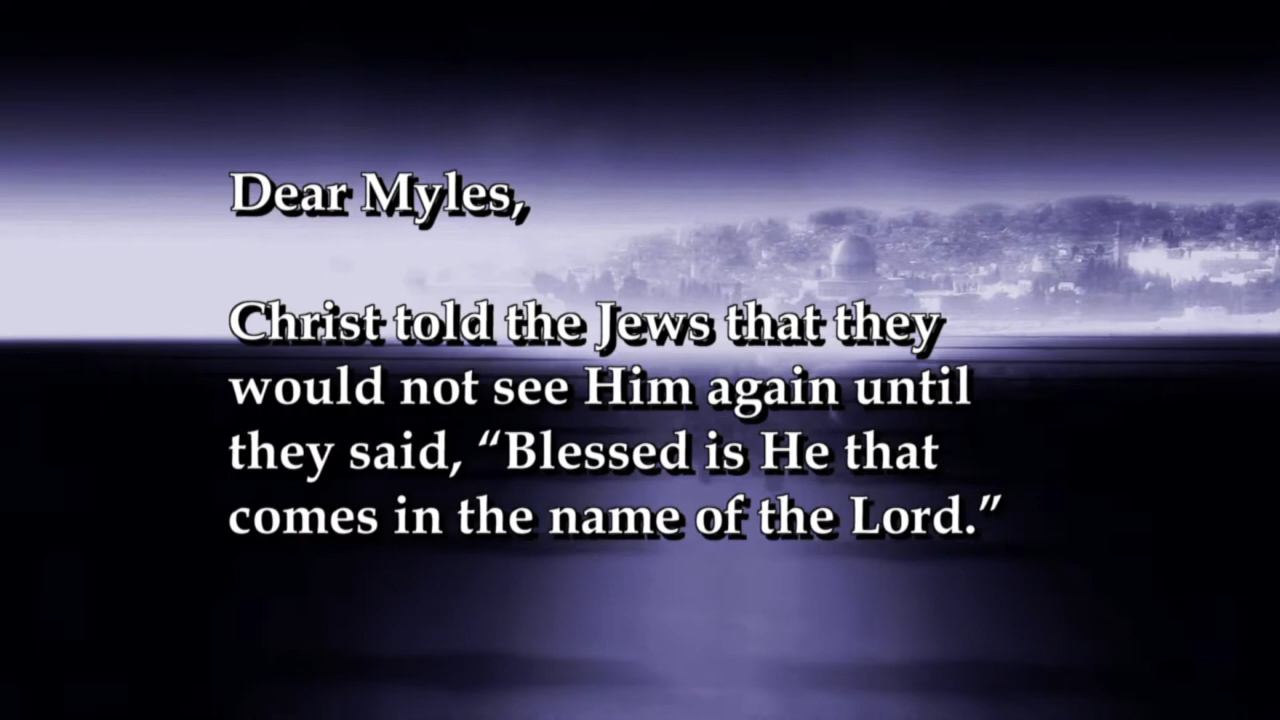 Dear Myles,
Christ told the Jews that they
would not see Him again until
they said, “Blessed is He that
comes in the name of the Lord.”